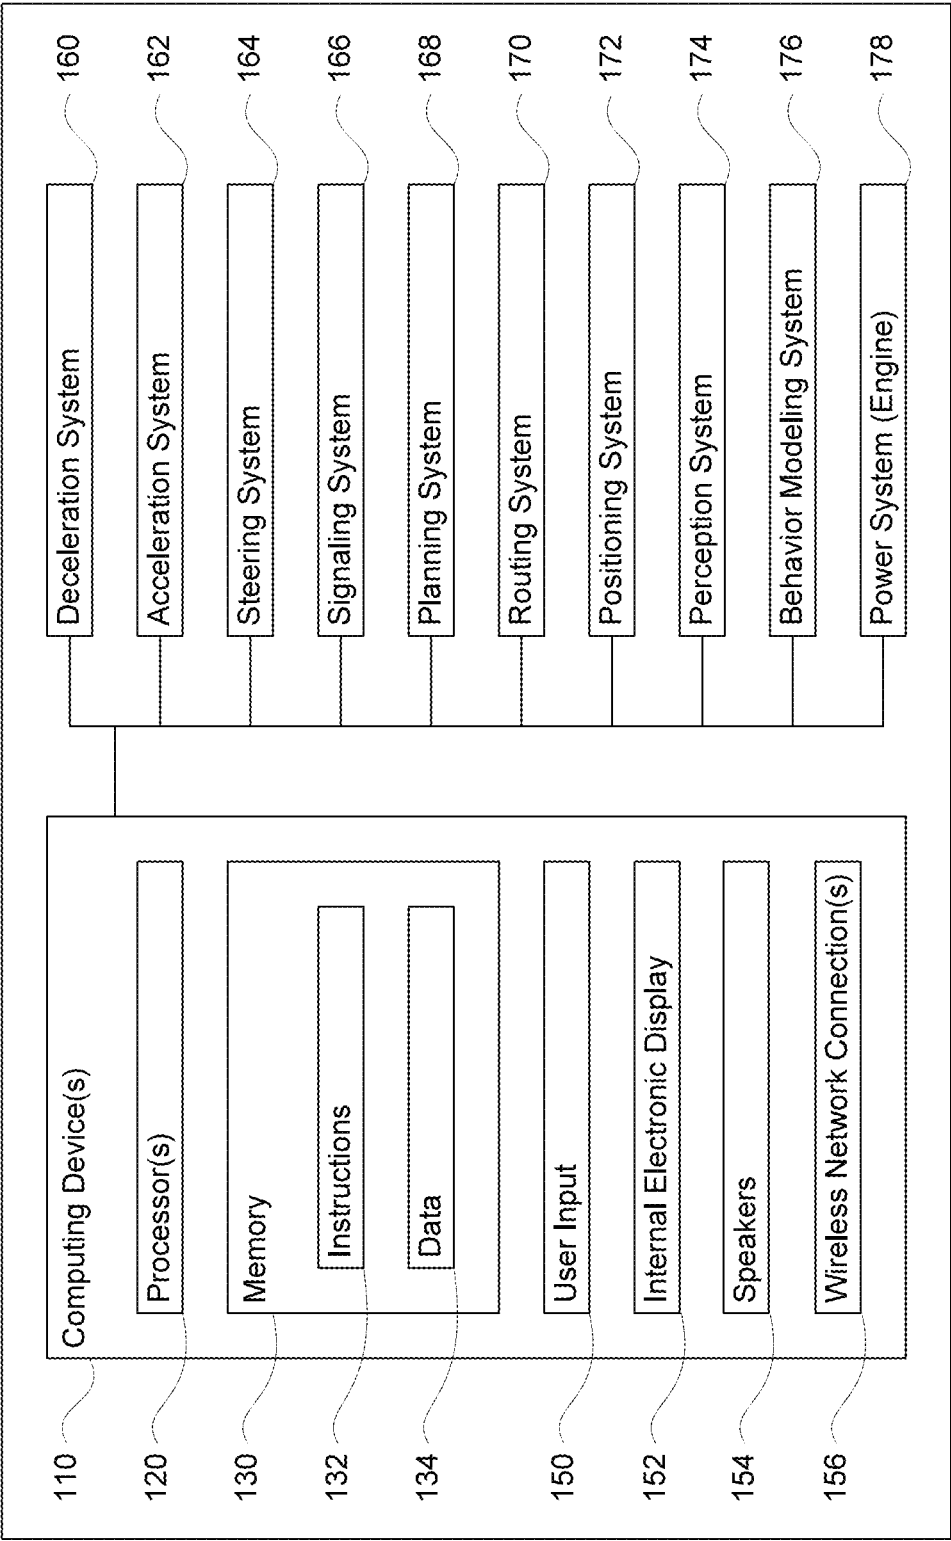 110
Computing Device(s)
120
Processor(s)
130
Memory
132
Instructions
134
Data
150
User Input
152
Internal Electronic Display
154
Speakers
156
Wireless Network Connection(s)
Deceleration System
160
Acceleration System
162
Steering System
164
Signaling System
166
Planning System
168
Routing System
170
Positioning System
172
Perception System
174
Behavior Modeling System
176
Power System (Engine)
178